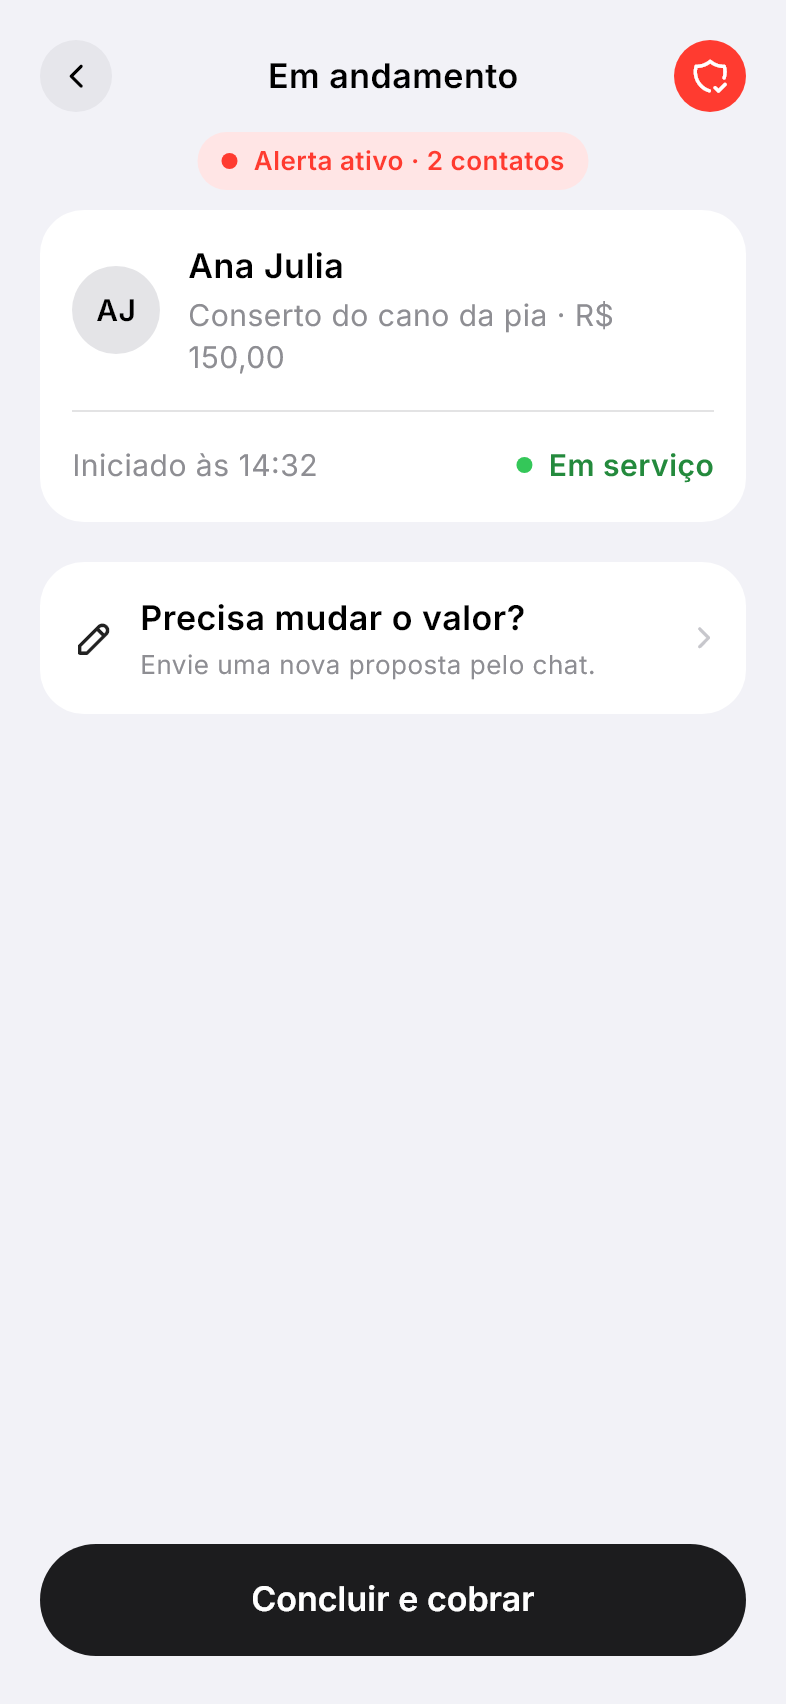 Em andamento
Alerta ativo · 2 contatos
AJ
Ana Julia
Conserto do cano da pia · R$
150,00
Iniciado às 14:32
Em serviço
Precisa mudar o valor?
Envie uma nova proposta pelo chat.
Concluir e cobrar